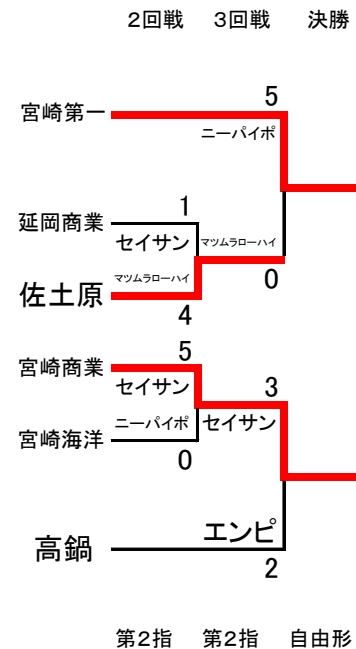 2回戦 3回戦 決勝
5
宮崎第一
ニーパイポ
1
延岡商業
セイサン マツムラローハイ
マツムラローハイ
佐土原
0
4
5
宮崎商業
セイサン 3
ニーパイポ セイサン
宮崎海洋
0
エンピ
高鍋
2
第2指 第2指 自由形